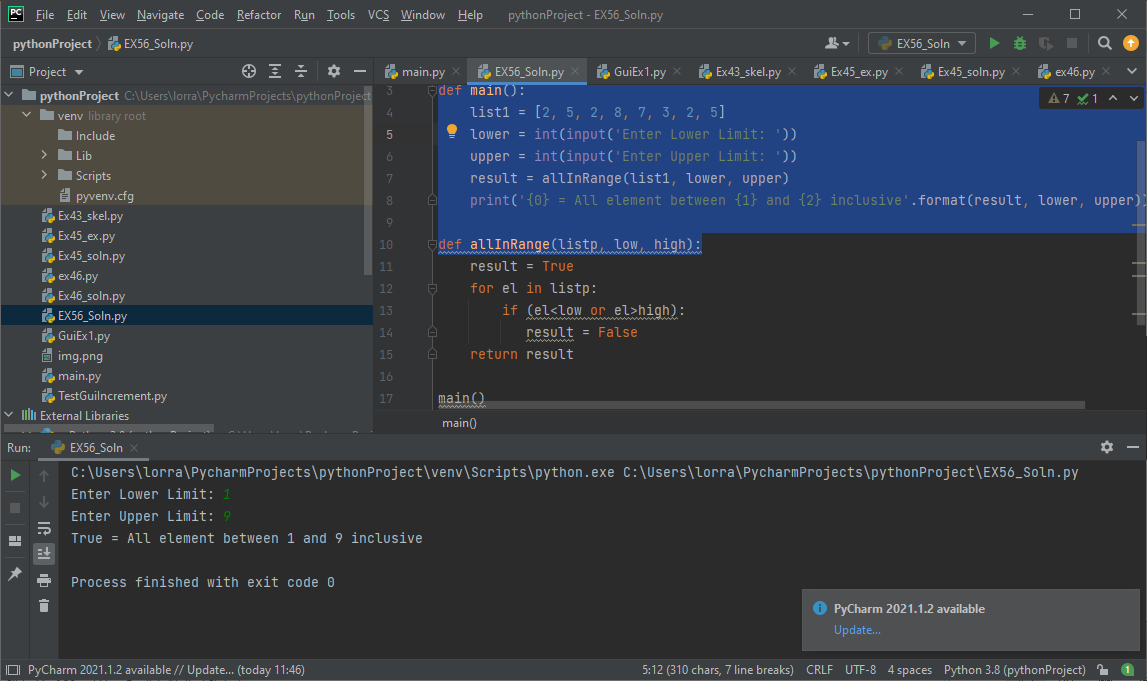 PC File Edit View Navigate Code Refactor Run Tools VCS Window Help pythonProject - EX56_Soln.py
pythonProject EX56_Soln.py EX56_Soln
Project main.py EX56_Soln.py GuiEx1.py Ex43_skel.py Ex45_ex.py Ex45_soln.py ex46.py
pythonProject C:\Users\lorra\PycharmProjects\pythonProject
venv library root
Include
Lib
Scripts
pyvenv.cfg
Ex43_skel.py
Ex45_ex.py
Ex45_soln.py
ex46.py
Ex46_soln.py
EX56_Soln.py
GuiEx1.py
img.png
main.py
TestGuiIncrement.py
External Libraries
7 1
3 def main():
4 list1 = [2, 5, 2, 8, 7, 3, 2, 5]
5 lower = int(input('Enter Lower Limit: '))
6 upper = int(input('Enter Upper Limit: '))
7 result = allInRange(list1, lower, upper)
8 print('{0} = All element between {1} and {2} inclusive'.format(result, lower, upper))
9
10 def allInRange(listp, low, high):
11 result = True
12 for el in listp:
13 if (el<low or el>high):
14 result = False
15 return result
16
17 main()
main()
Run: EX56_Soln
C:\Users\lorra\PycharmProjects\pythonProject\venv\Scripts\python.exe C:\Users\lorra\PycharmProjects\pythonProject\EX56_Soln.py
Enter Lower Limit: 1
Enter Upper Limit: 9
True = All element between 1 and 9 inclusive
Process finished with exit code 0
PyCharm 2021.1.2 available
Update...
PyCharm 2021.1.2 available // Update... (today 11:46) 5:12 (310 chars, 7 line breaks) CRLF UTF-8 4 spaces Python 3.8 (pythonProject) 1